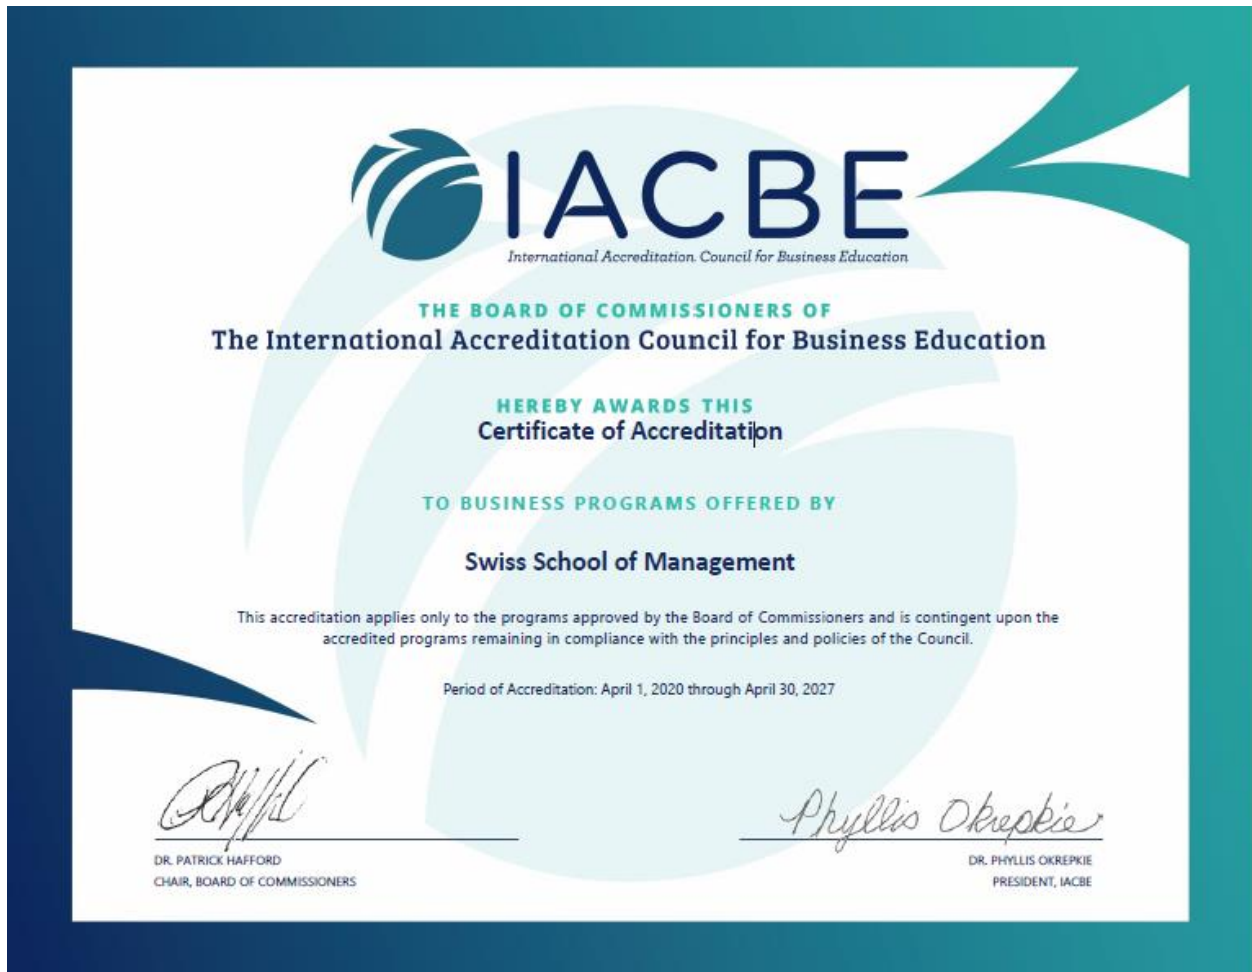 IACBE
International Accreditation Council for Business Education
THE BOARD OF COMMISSIONERS OF
The International Accreditation Council for Business Education
HEREBY AWARDS THIS
Certificate of Accreditation
TO BUSINESS PROGRAMS OFFERED BY
Swiss School of Management
This accreditation applies only to the programs approved by the Board of Commissioners and is contingent upon the
accredited programs remaining in compliance with the principles and policies of the Council.
Period of Accreditation: April 1, 2020 through April 30, 2027
Phyllis Okrepkie
DR. PATRICK HAFFORD
CHAIR, BOARD OF COMMISSIONERS
DR. PHYLLIS OKREPKIE
PRESIDENT, IACBE